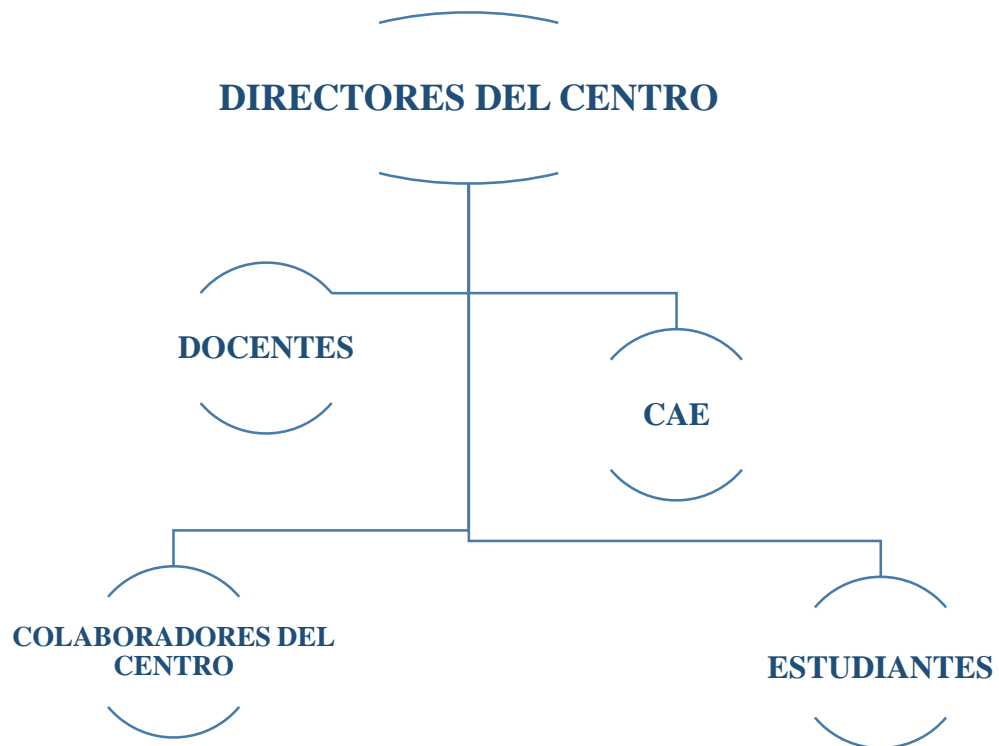 DIRECTORES DEL CENTRO
DOCENTES
CAE
COLABORADORES DEL
CENTRO
ESTUDIANTES